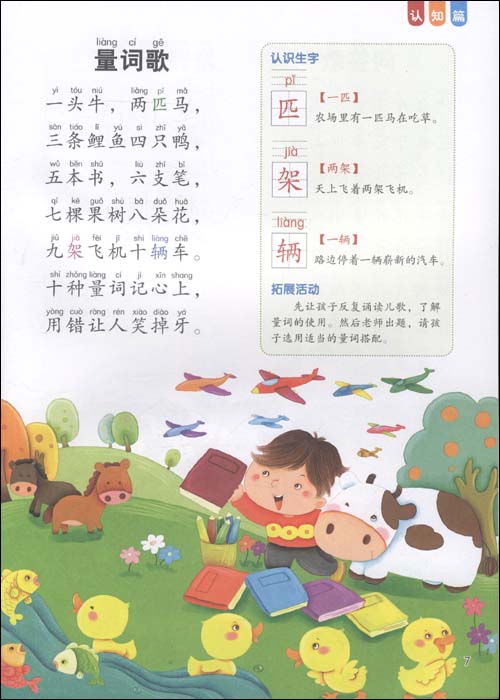 认知篇
liàng cí gē
量词歌
yì tóu niú liǎng pǐ mǎ
一头牛，两匹马，
sān tiáo lǐ yú sì zhī yā
三条鲤鱼四只鸭，
wǔ běn shū liù zhī bǐ
五本书，六支笔，
qī kē guǒ shù bā duǒ huā
七棵果树八朵花，
jiǔ jià fēi jī shí liàng chē
九架飞机十辆车。
shí zhǒng liàng cí jì xīn shang
十种量词记心上，
yòng cuò ràng rén xiào diào yá
用错让人笑掉牙。
认识生字
pǐ
匹
【一匹】
农场里有一匹马在吃草。
jià
架
【两架】
天上飞着两架飞机。
liàng
辆
【一辆】
路边停着一辆崭新的汽车。
拓展活动
先让孩子反复诵读儿歌，了解
量词的使用。然后老师出题，请孩
子选用适当的量词搭配。
7